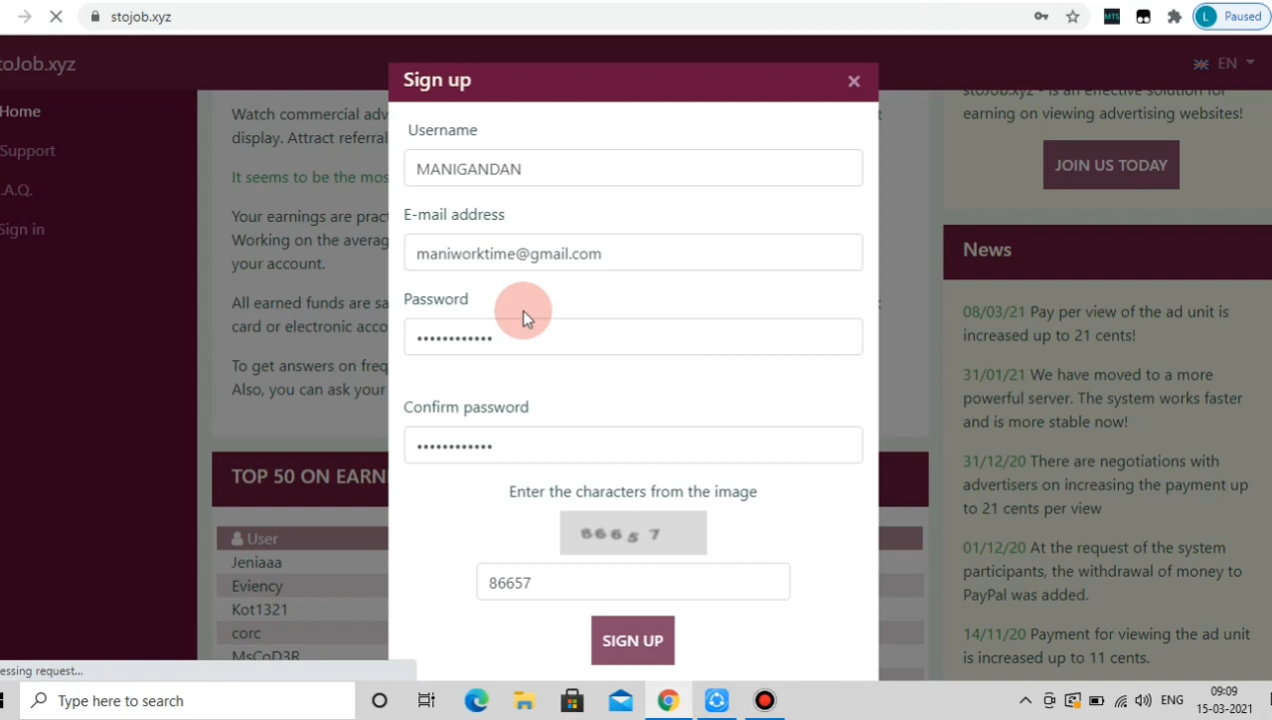 stojob.xyz
MTS
L
Paused
toJob.xyz
EN
Home
Support
.A.Q.
Sign in
Watch commercial adv
display. Attract referral
It seems to be the mos
Your earnings are prac
Working on the averag
your account.
All earned funds are sa
card or electronic acco
To get answers on freq
Also, you can ask your
TOP 50 ON EARN
User
Jeniaaa
Eviency
Kot1321
corc
MsCoD3R
Sign up
×
Username
MANIGANDAN
E-mail address
maniworktime@gmail.com
Password
••••••••••••
Confirm password
••••••••••••
Enter the characters from the image
86657
86657
SIGN UP
stoJob.xyz - is an effective solution for
earning on viewing advertising websites!
JOIN US TODAY
News
08/03/21 Pay per view of the ad unit is
increased up to 21 cents!
31/01/21 We have moved to a more
powerful server. The system works faster
and is more stable now!
31/12/20 There are negotiations with
advertisers on increasing the payment up
to 21 cents per view
01/12/20 At the request of the system
participants, the withdrawal of money to
PayPal was added.
14/11/20 Payment for viewing the ad unit
is increased up to 11 cents.
essing request...
Type here to search
ENG
09:09
15-03-2021